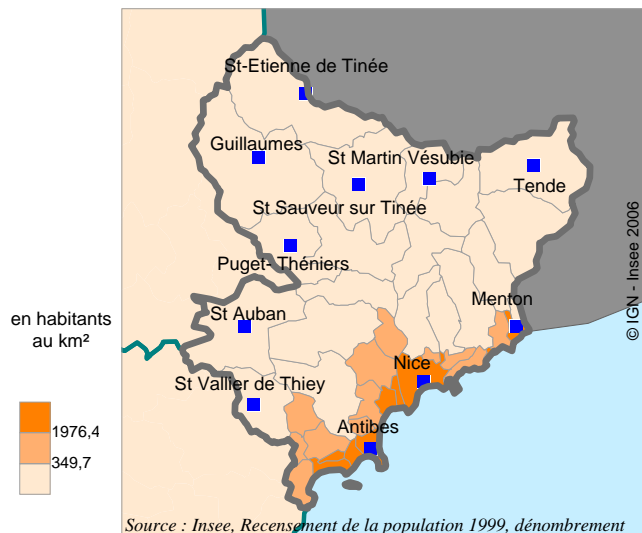 St-Etienne de Tinée
Guillaumes
St Martin Vésubie
Tende
St Sauveur sur Tinée
Puget- Théniers
Menton
St Auban
Nice
St Vallier de Thiey
Antibes
en habitants
au km²
1976,4
349,7
© IGN - Insee 2006
Source : Insee, Recensement de la population 1999, dénombrement